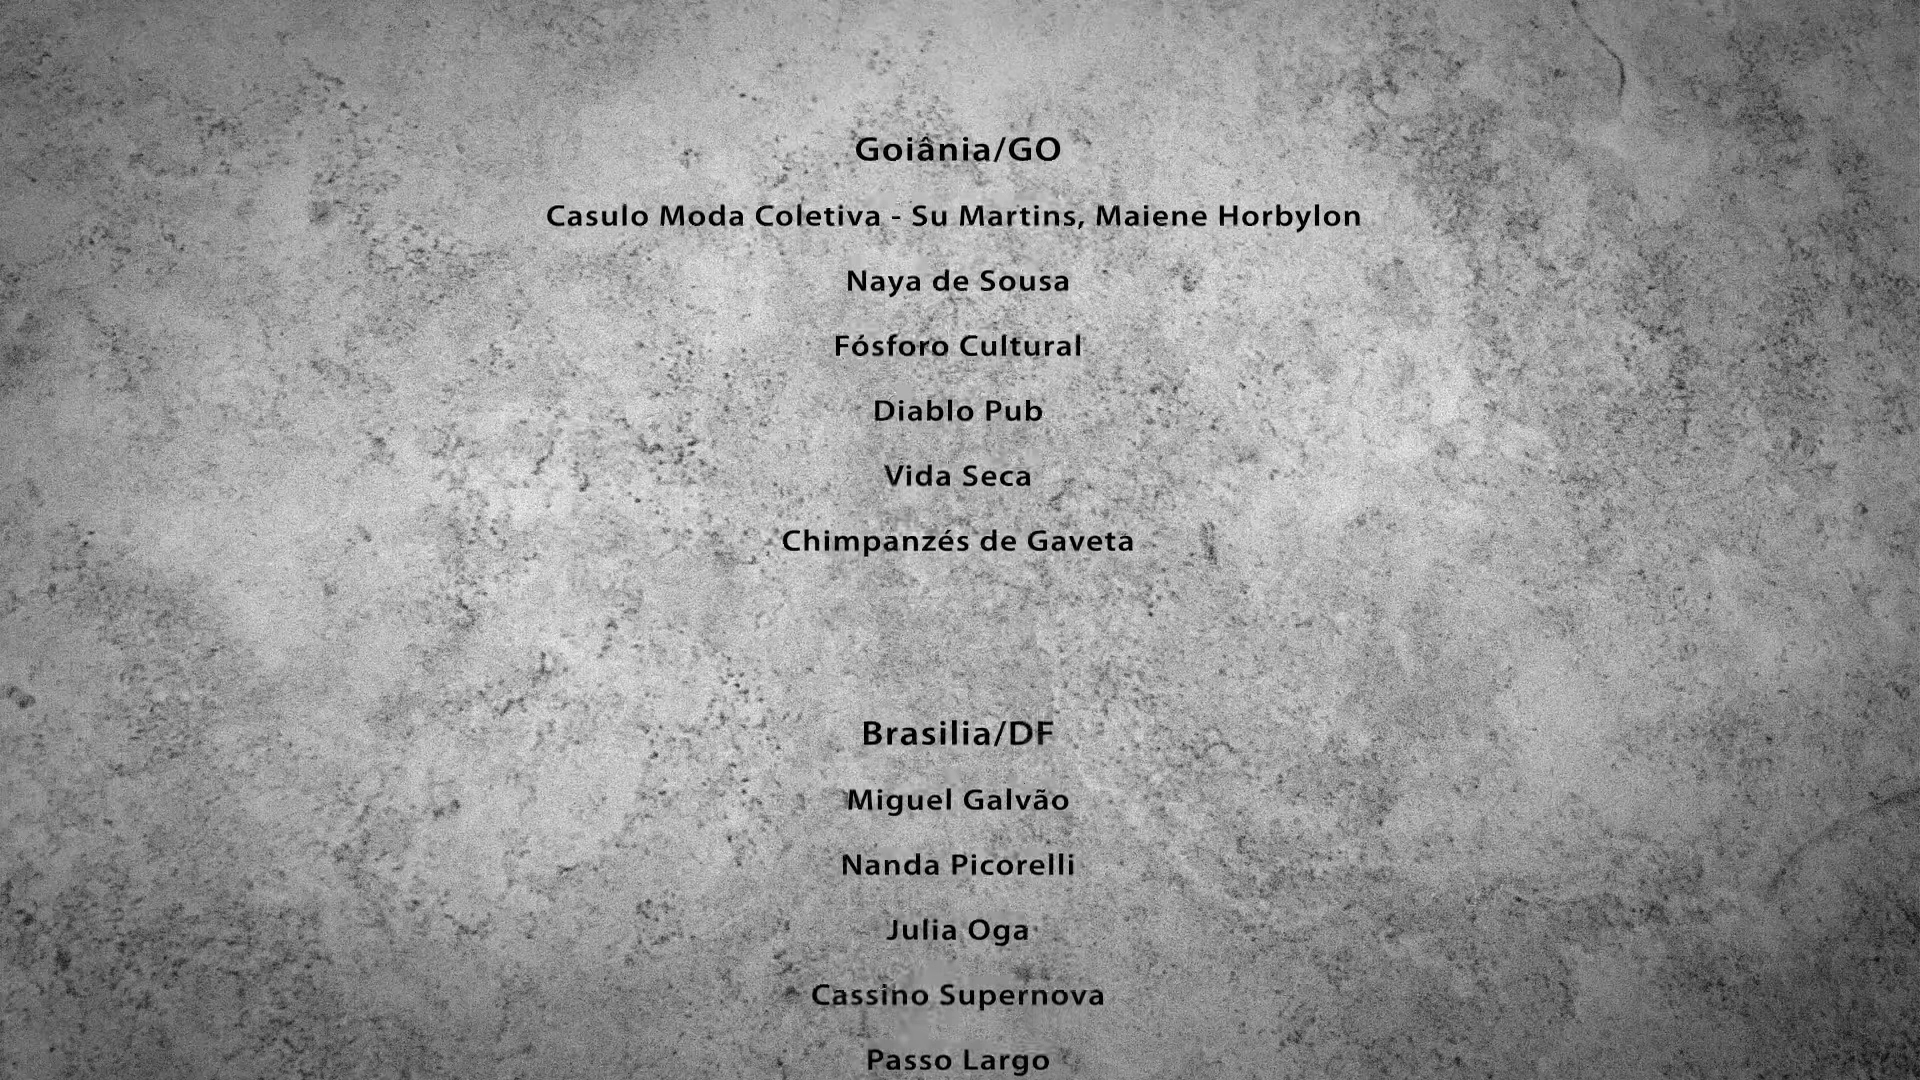 Goiânia/GO
Casulo Moda Coletiva - Su Martins, Maiene Horbylon
Naya de Sousa
Fósforo Cultural
Diablo Pub
Vida Seca
Chimpanzés de Gaveta
Brasilia/DF
Miguel Galvão
Nanda Picorelli
Julia Oga
Cassino Supernova
Passo Largo